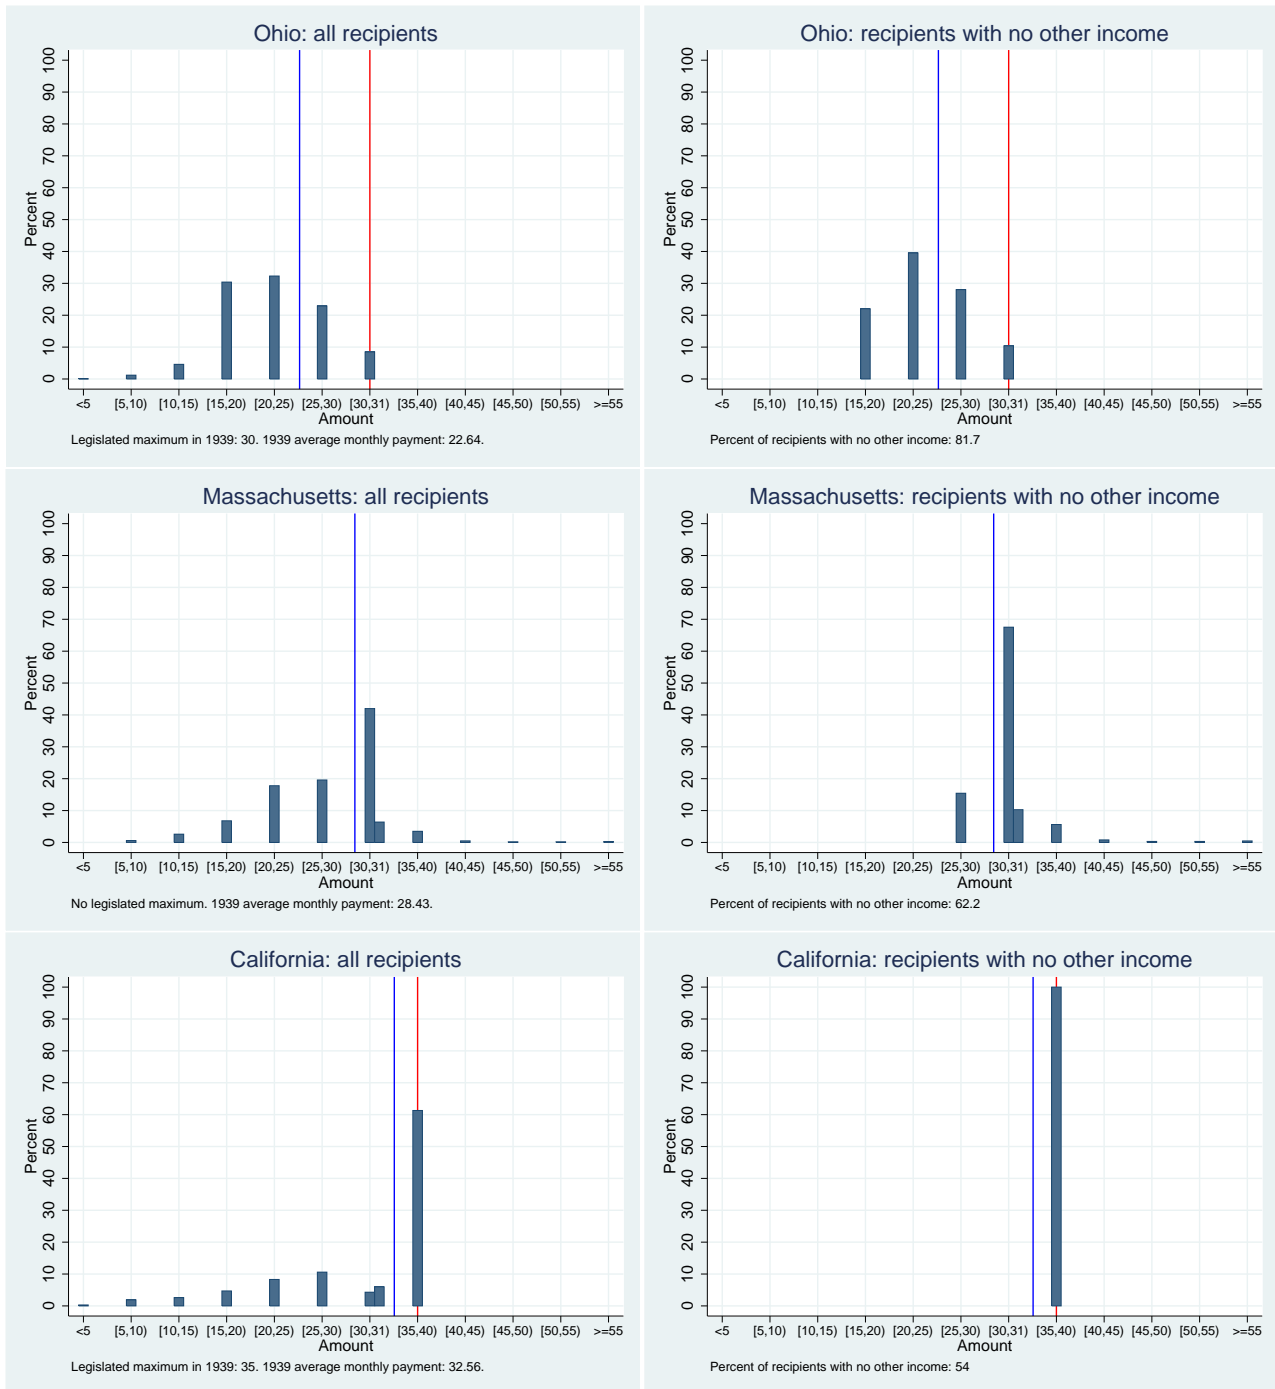 Ohio: all recipients
Percent
0 10 20 30 40 50 60 70 80 90 100
<5 [5,10) [10,15) [15,20) [20,25) [25,30) [30,31) [35,40) [40,45) [45,50) [50,55) >=55
Amount
Legislated maximum in 1939: 30. 1939 average monthly payment: 22.64.
Ohio: recipients with no other income
Percent
0 10 20 30 40 50 60 70 80 90 100
<5 [5,10) [10,15) [15,20) [20,25) [25,30) [30,31) [35,40) [40,45) [45,50) [50,55) >=55
Amount
Percent of recipients with no other income: 81.7
Massachusetts: all recipients
Percent
0 10 20 30 40 50 60 70 80 90 100
<5 [5,10) [10,15) [15,20) [20,25) [25,30) [30,31) [35,40) [40,45) [45,50) [50,55) >=55
Amount
No legislated maximum. 1939 average monthly payment: 28.43.
Massachusetts: recipients with no other income
Percent
0 10 20 30 40 50 60 70 80 90 100
<5 [5,10) [10,15) [15,20) [20,25) [25,30) [30,31) [35,40) [40,45) [45,50) [50,55) >=55
Amount
Percent of recipients with no other income: 62.2
California: all recipients
Percent
0 10 20 30 40 50 60 70 80 90 100
<5 [5,10) [10,15) [15,20) [20,25) [25,30) [30,31) [35,40) [40,45) [45,50) [50,55) >=55
Amount
Legislated maximum in 1939: 35. 1939 average monthly payment: 32.56.
California: recipients with no other income
Percent
0 10 20 30 40 50 60 70 80 90 100
<5 [5,10) [10,15) [15,20) [20,25) [25,30) [30,31) [35,40) [40,45) [45,50) [50,55) >=55
Amount
Percent of recipients with no other income: 54